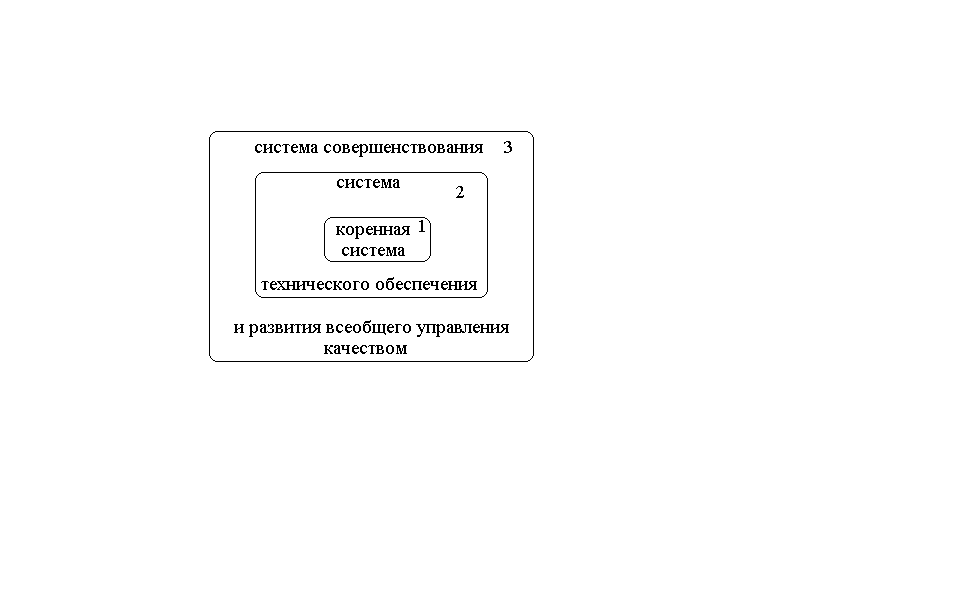 система совершенствования 3
система
2
коренная 1
система
технического обеспечения
и развития всеобщего управления
качеством